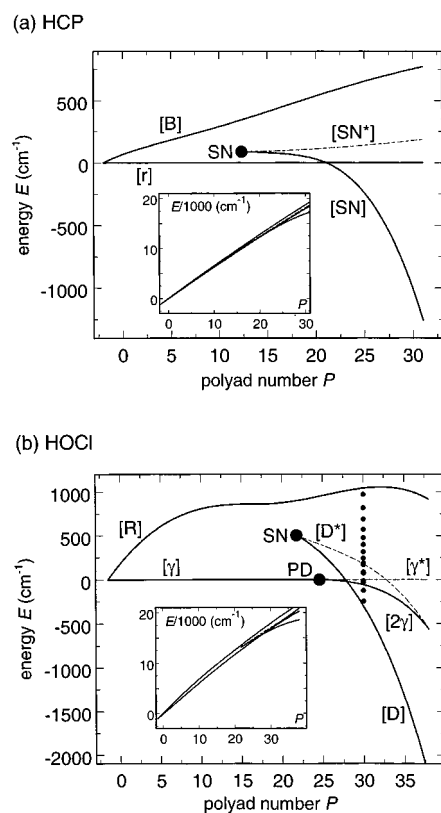 (a) HCP
energy E (cm⁻¹)
500
0
-500
-1000
[B]
SN
[SN*]
[r]
[SN]
E/1000 (cm⁻¹)
20
10
0
P
0 10 20 30
0 5 10 15 20 25 30
polyad number P
(b) HOCl
energy E (cm⁻¹)
1000
500
0
-500
-1000
-1500
-2000
[R]
SN
[D*]
[γ]
PD
[γ*]
[2γ]
[D]
E/1000 (cm⁻¹)
20
10
0
P
0 10 20 30
0 5 10 15 20 25 30 35
polyad number P